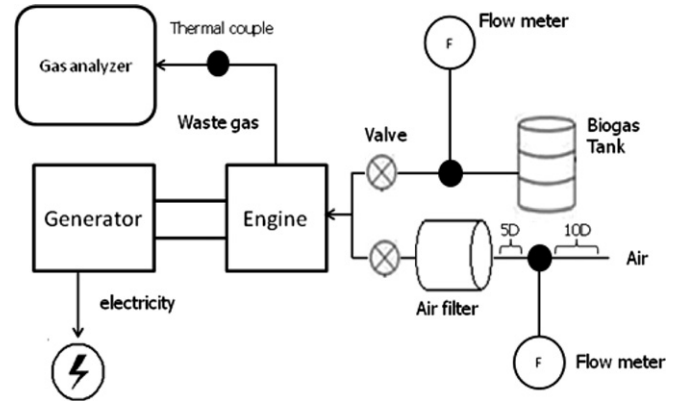 Flow meter
Thermal couple
F
Gas analyzer
Waste gas
Valve
Biogas
Tank
Generator
Engine
5D
10D
Air
electricity
Air filter
F
Flow meter